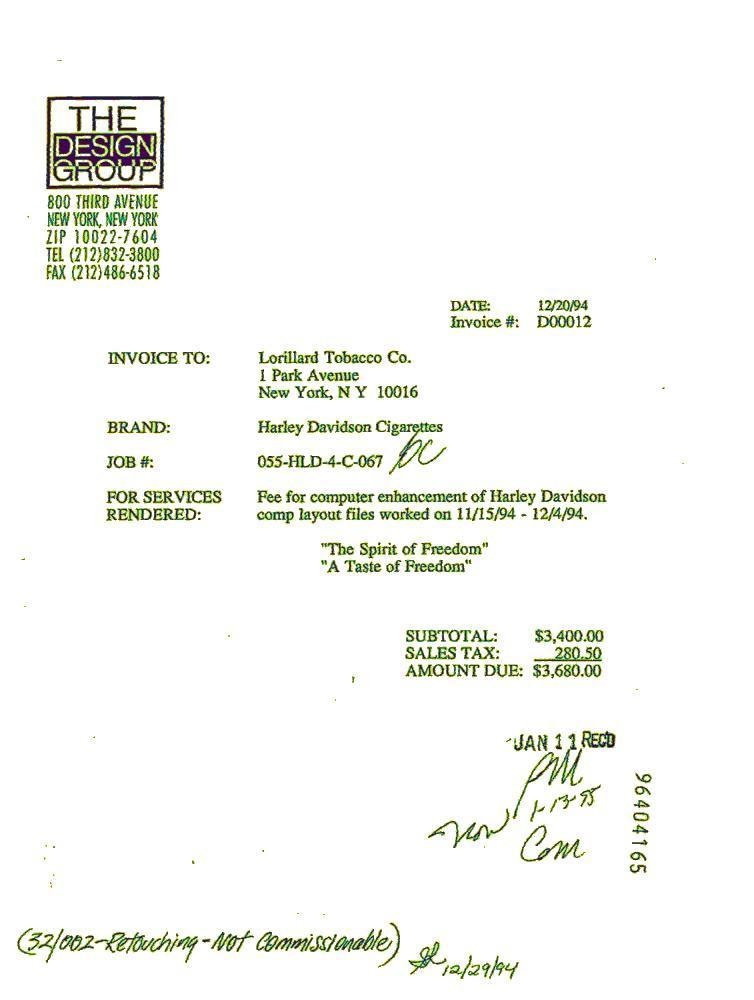 THE
DESIGN
GROUP
800 THIRD AVENUE
NEW YORK, NEW YORK
ZIP 10022-7604
TEL (212)832-3800
FAX (212)486-6518
DATE: 12/20/94
Invoice #: D00012
INVOICE TO: Lorillard Tobacco Co.
1 Park Avenue
New York, N Y 10016
BRAND: Harley Davidson Cigarettes
JOB #: 055-HLD-4-C-067
FOR SERVICES Fee for computer enhancement of Harley Davidson
RENDERED: comp layout files worked on 11/15/94 - 12/4/94.
"The Spirit of Freedom"
"A Taste of Freedom"
SUBTOTAL: $3,400.00
SALES TAX: 280.50
AMOUNT DUE: $3,680.00
JAN 11 REC'D
1-13-95
Com
96404165
(32/002-Retouching-Not Commissionable)
12/29/94